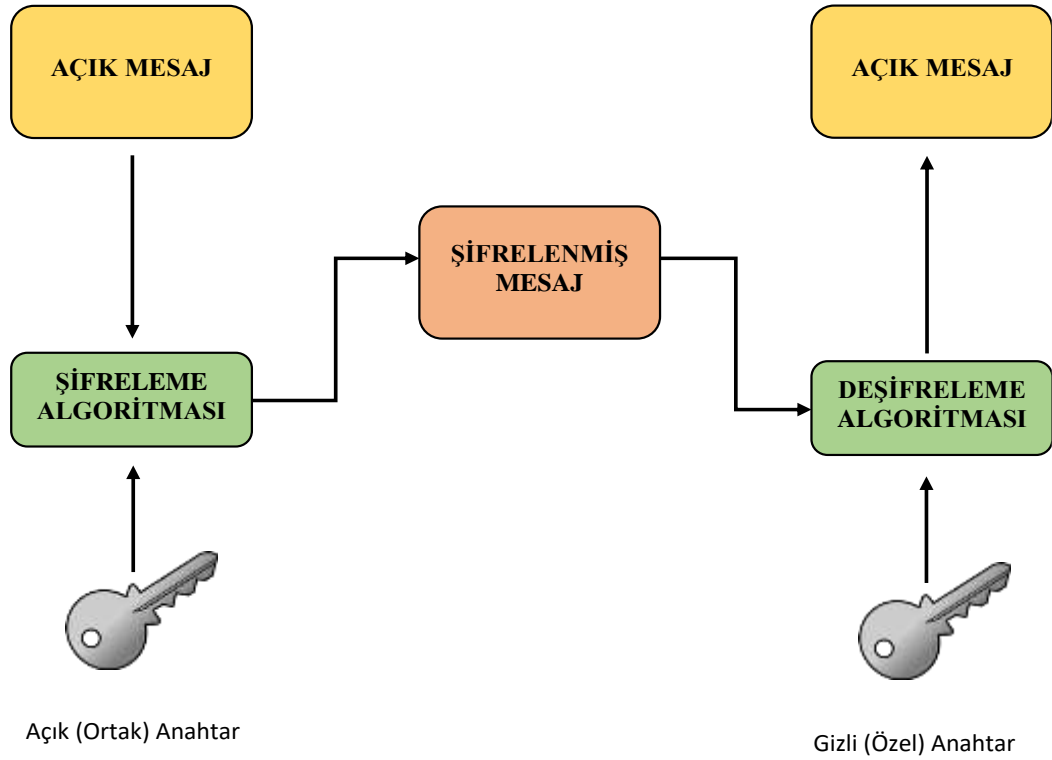 AÇIK MESAJ
AÇIK MESAJ
ŞİFRELENMİŞ
MESAJ
ŞİFRELEME
ALGORİTMASI
DEŞİFRELEME
ALGORİTMASI
Açık (Ortak) Anahtar
Gizli (Özel) Anahtar